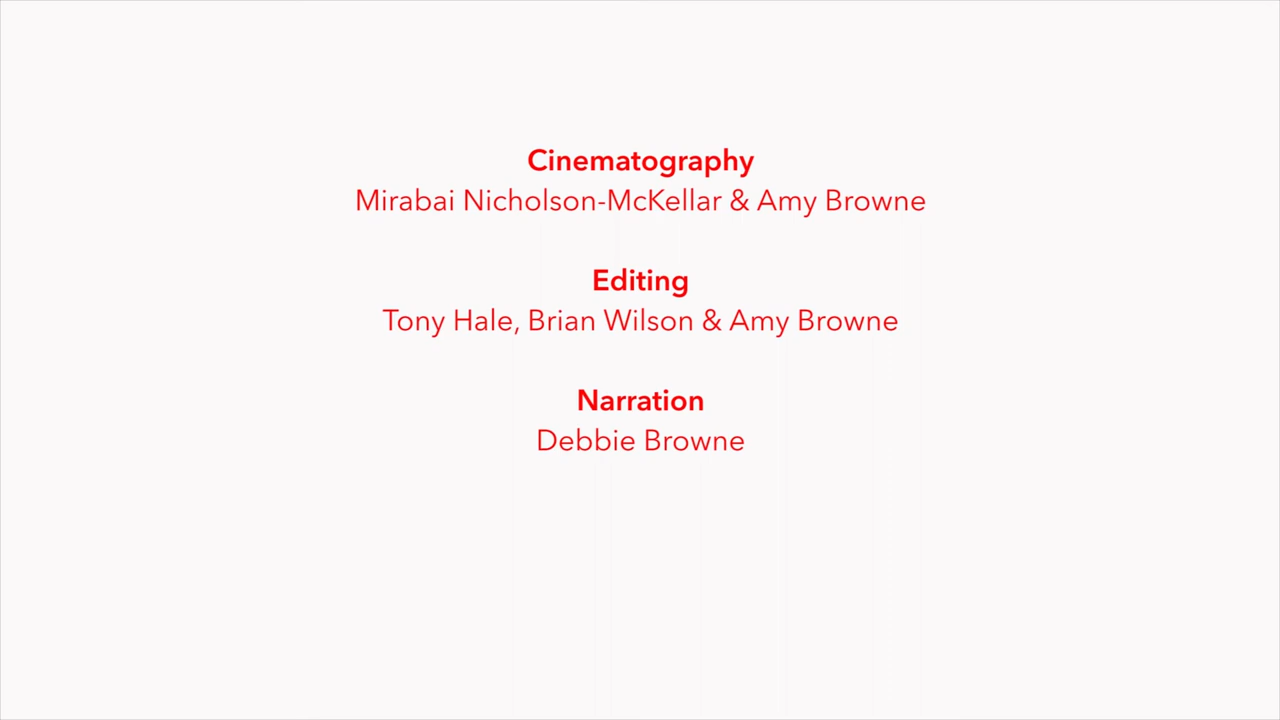 Cinematography
Mirabai Nicholson-McKellar & Amy Browne
Editing
Tony Hale, Brian Wilson & Amy Browne
Narration
Debbie Browne